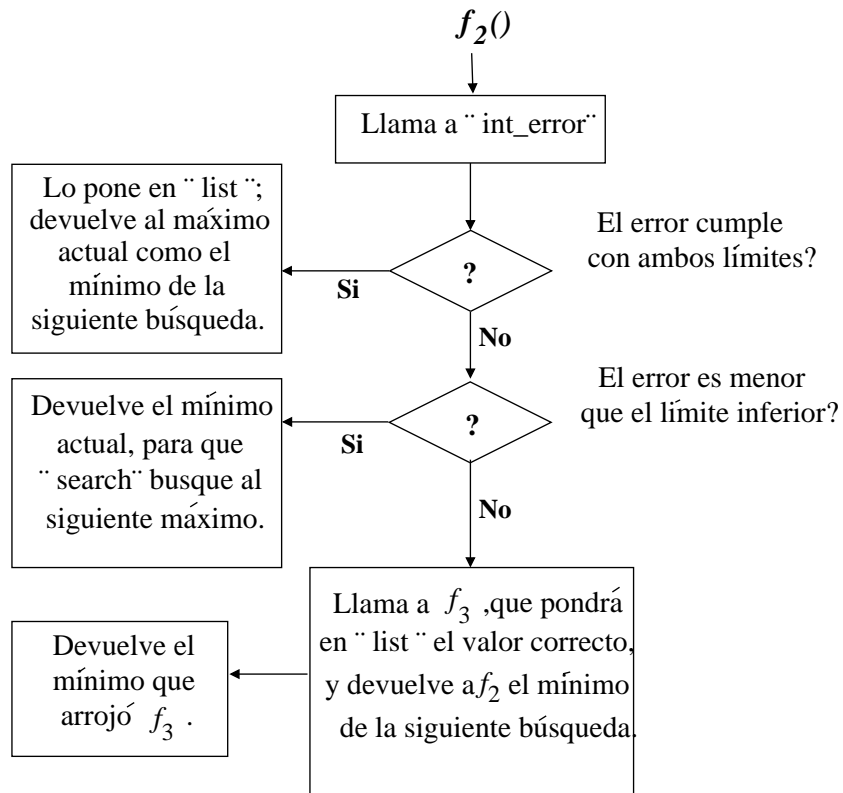 f2()
Llama a ¨ int_error¨
Lo pone en ¨ list ¨;
devuelve al máximo
actual como el
mínimo de la
siguiente búsqueda.
?
El error cumple
con ambos límites?
Si
No
Devuelve el mínimo
actual, para que
¨ search¨ busque al
siguiente máximo.
?
El error es menor
que el límite inferior?
Si
No
Llama a f3 ,que pondrá
en ¨ list ¨ el valor correcto,
y devuelve a f2 el mínimo
de la siguiente búsqueda.
Devuelve el
mínimo que
arrojó f3 .